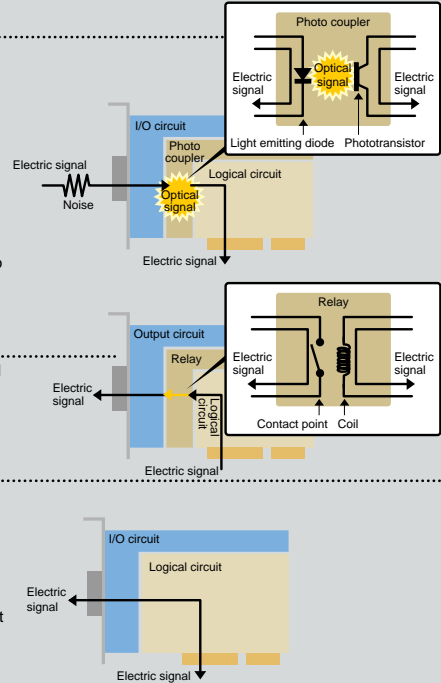 Photo coupler
Optical
signal
Electric
signal
Electric
signal
Light emitting diode Phototransistor
I/O circuit
Photo
coupler
Logical circuit
Electric signal
Noise
Optical
signal
Electric signal
Relay
Electric
signal
Electric
signal
Contact point Coil
Output circuit
Relay
Electric
signal
Logical
circuit
Electric signal
I/O circuit
Logical circuit
Electric
signal
Electric signal